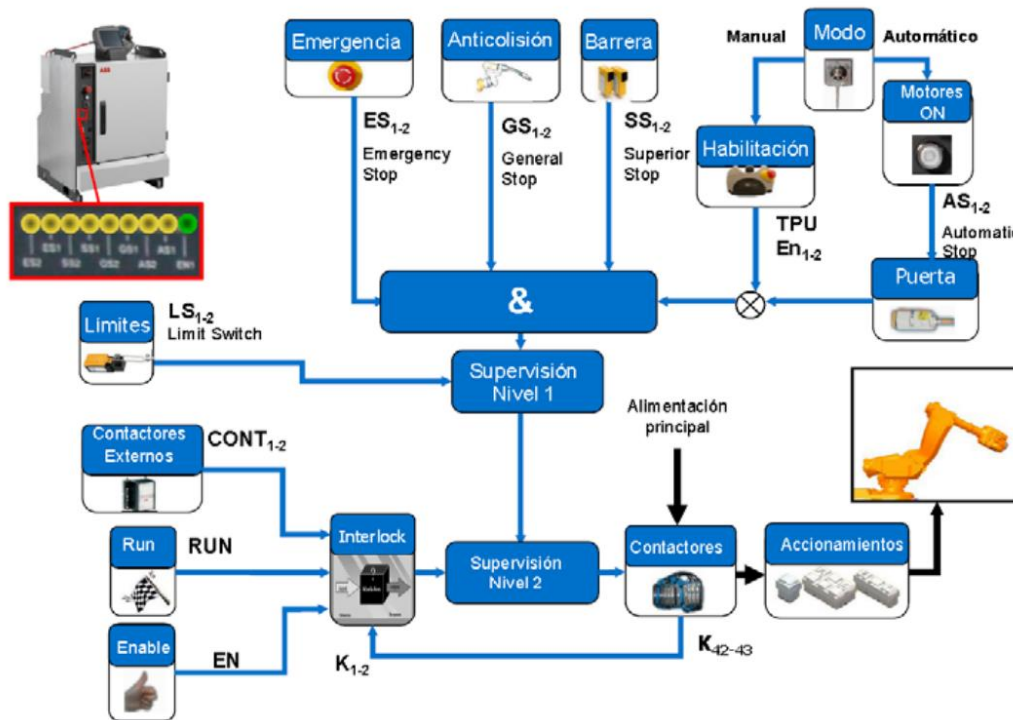 Emergencia
Anticolisión
Barrera
Manual
Modo
Automático
Motores
ON
ES1-2
Emergency
Stop
GS1-2
General
Stop
SS1-2
Superior
Stop
Habilitación
AS1-2
Automatic
Stop
TPU
En1-2
ABB
ES1
SS1
GS1
AS1
ES2
SS2
GS2
AS2
EN1
&
Puerta
Límites
LS1-2
Limit Switch
Supervisión
Nivel 1
Alimentación
principal
Contactores
Externos
CONT1-2
Run
RUN
Interlock
Supervisión
Nivel 2
Contactores
Accionamientos
Enable
EN
K1-2
K42-43